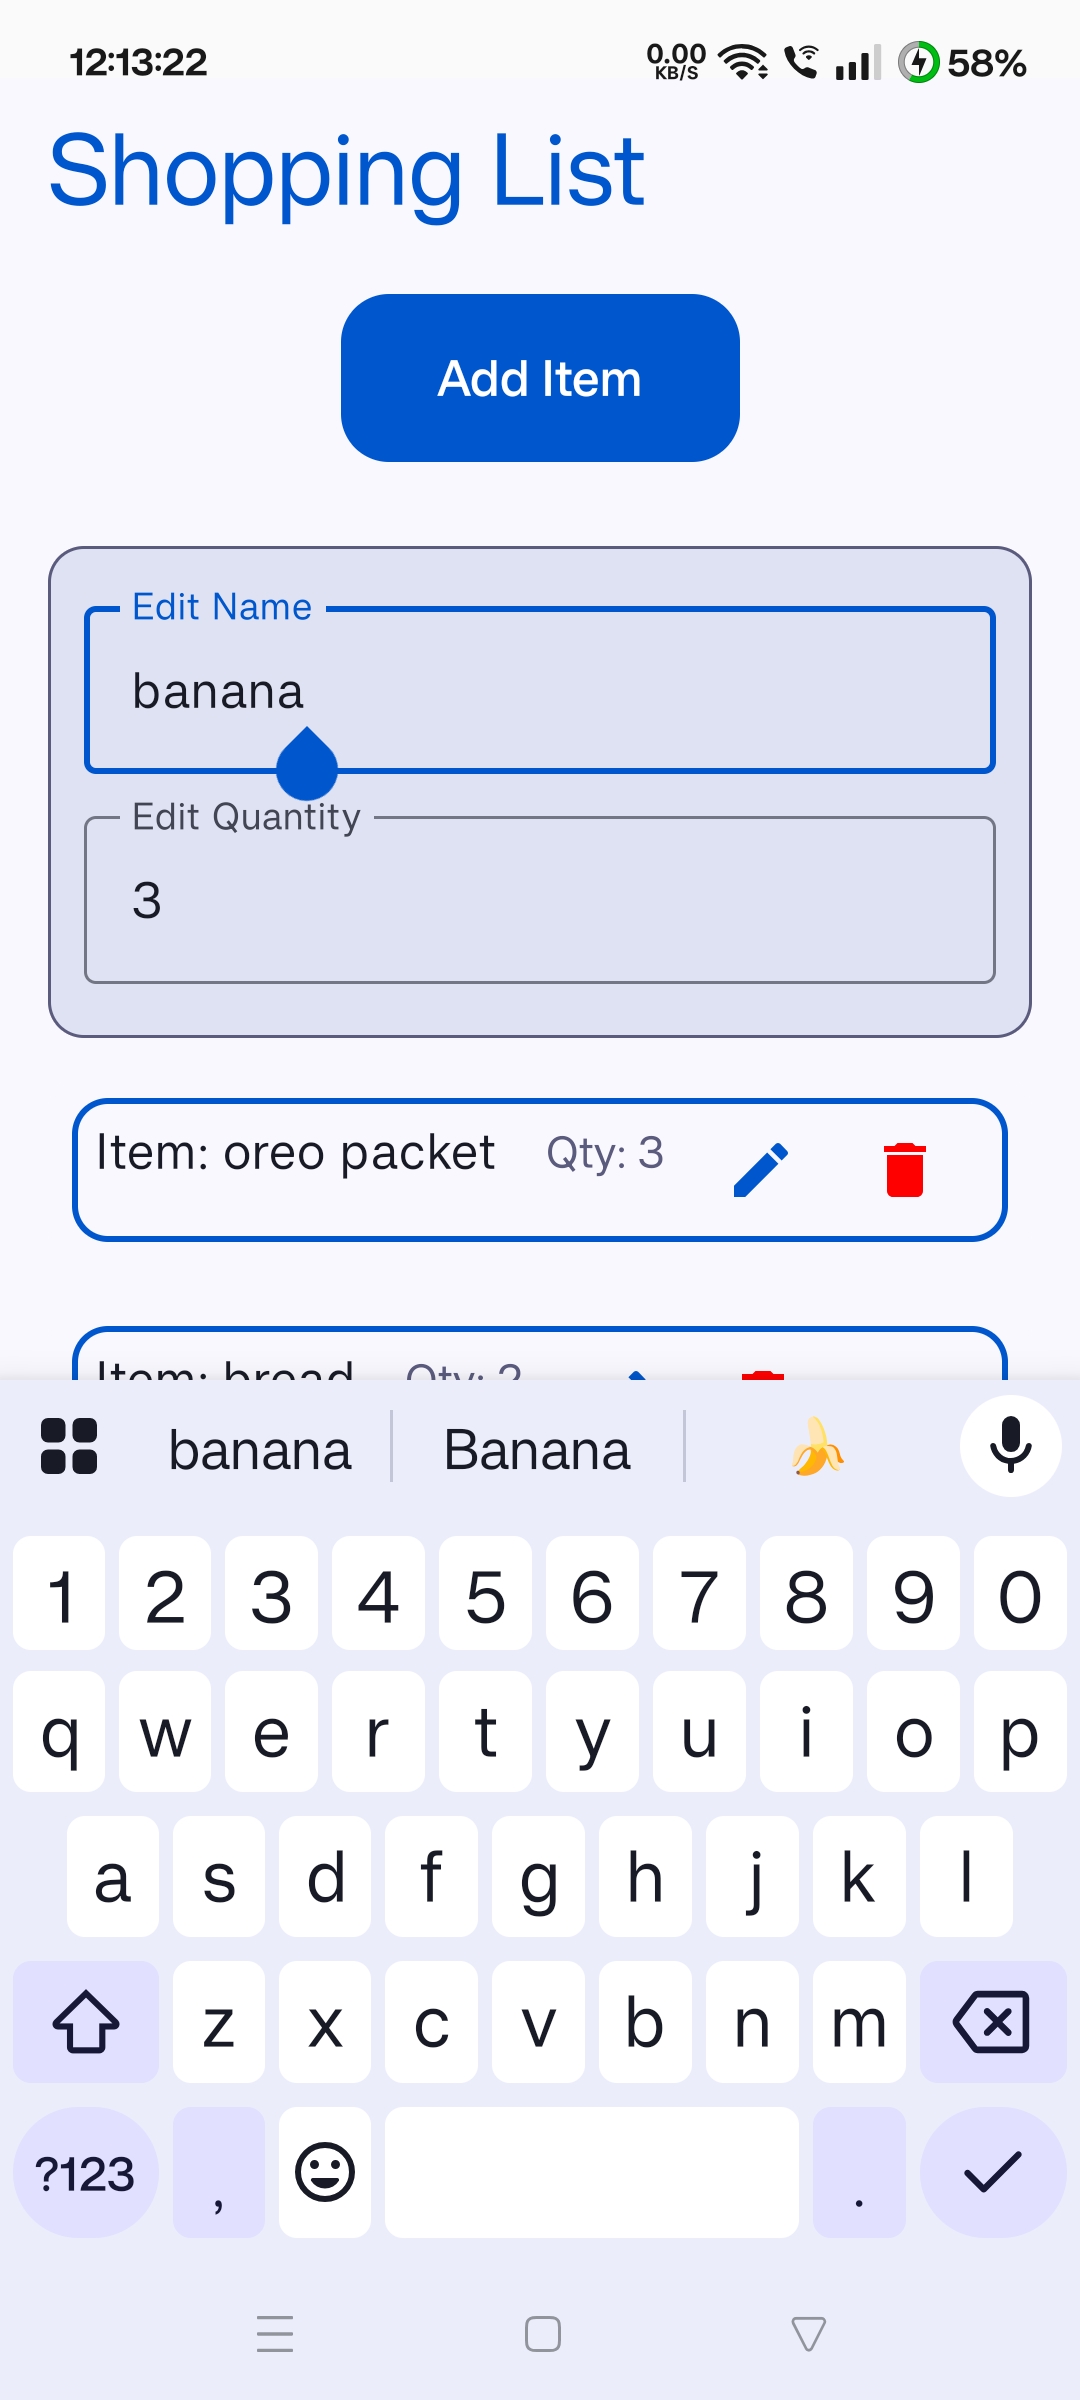 12:13:22 0.00 KB/S 58%
Shopping List
Add Item
Edit Name
banana
Edit Quantity
3
Item: oreo packet Qty: 3
Item: bread Qty: 2
banana Banana
1 2 3 4 5 6 7 8 9 0
q w e r t y u i o p
a s d f g h j k l
z x c v b n m
?123 , .